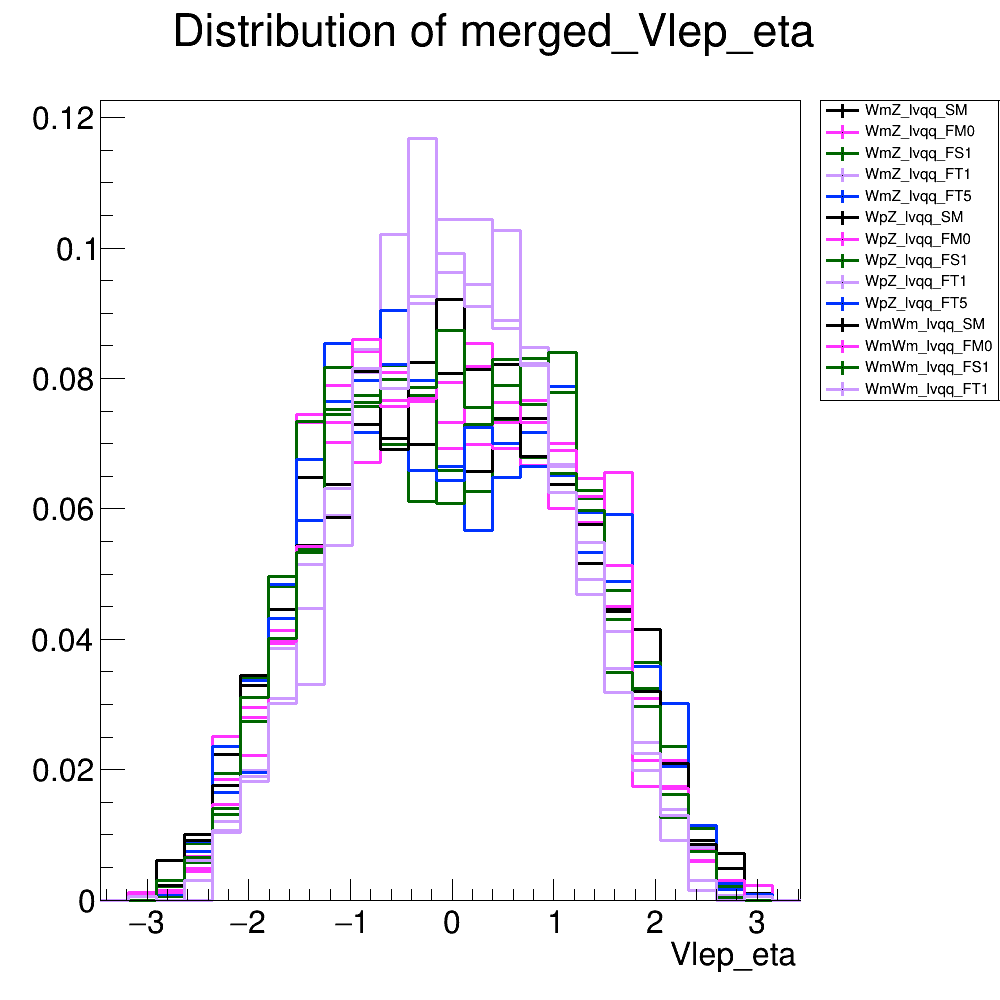 Distribution of merged_Vlep_eta
0.12
0.1
0.08
0.06
0.04
0.02
0
−3 −2 −1 0 1 2 3
Vlep_eta
WmZ_lvqq_SM
WmZ_lvqq_FM0
WmZ_lvqq_FS1
WmZ_lvqq_FT1
WmZ_lvqq_FT5
WpZ_lvqq_SM
WpZ_lvqq_FM0
WpZ_lvqq_FS1
WpZ_lvqq_FT1
WpZ_lvqq_FT5
WmWm_lvqq_SM
WmWm_lvqq_FM0
WmWm_lvqq_FS1
WmWm_lvqq_FT1